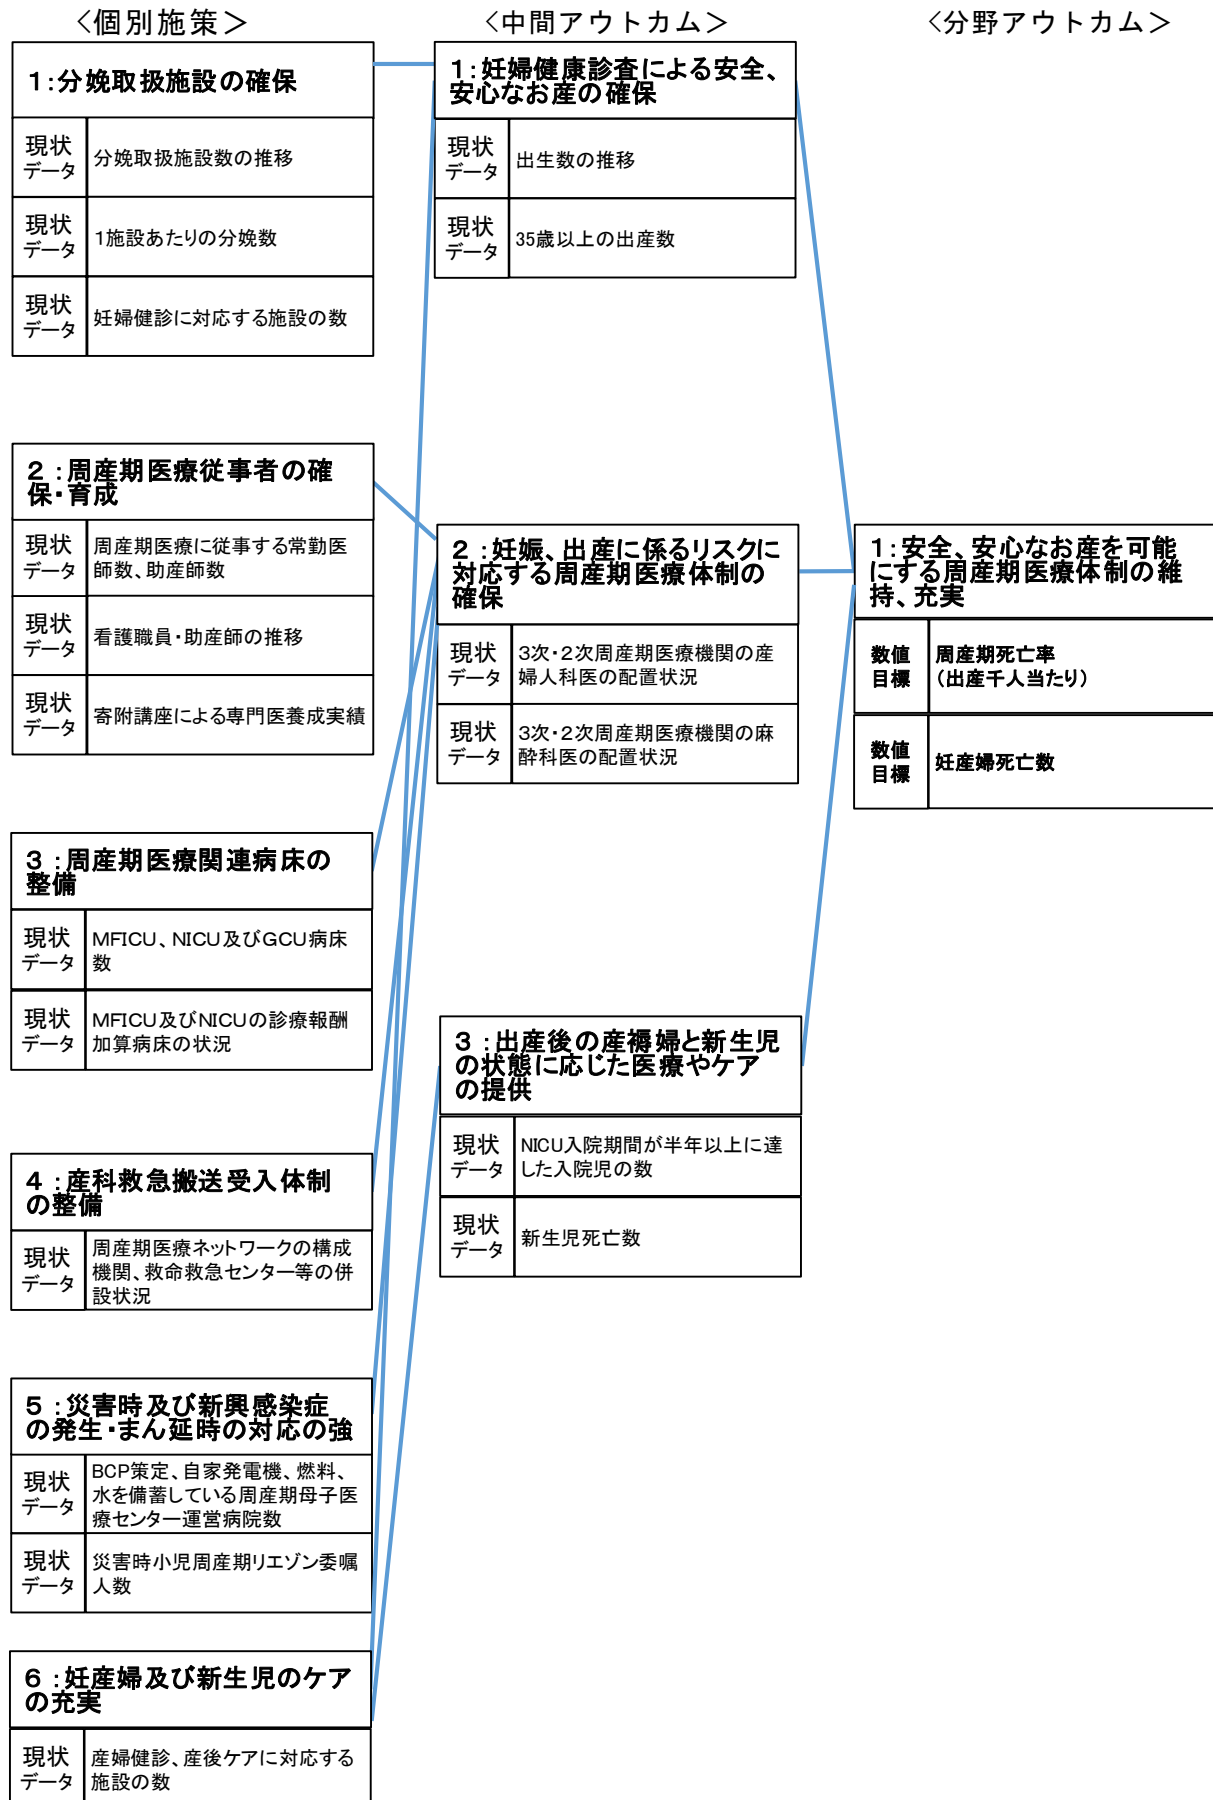 <個別施策>
1:分娩取扱施設の確保
現状
データ
分娩取扱施設数の推移
現状
データ
1施設あたりの分娩数
現状
データ
妊婦健診に対応する施設の数
2:周産期医療従事者の確
保・育成
現状
データ
周産期医療に従事する常勤医
師数、助産師数
現状
データ
看護職員・助産師の推移
現状
データ
寄附講座による専門医養成実績
3:周産期医療関連病床の
整備
現状
データ
MFICU、NICU及びGCU病床
数
現状
データ
MFICU及びNICUの診療報酬
加算病床の状況
4:産科救急搬送受入体制
の整備
現状
データ
周産期医療ネットワークの構成
機関、救命救急センター等の併
設状況
5:災害時及び新興感染症
の発生・まん延時の対応の強
現状
データ
BCP策定、自家発電機、燃料、
水を備蓄している周産期母子医
療センター運営病院数
現状
データ
災害時小児周産期リエゾン委嘱
人数
6:妊産婦及び新生児のケア
の充実
現状
データ
産婦健診、産後ケアに対応する
施設の数
<中間アウトカム>
1:妊婦健康診査による安全、
安心なお産の確保
現状
データ
出生数の推移
現状
データ
35歳以上の出産数
2:妊娠、出産に係るリスクに
対応する周産期医療体制の
確保
現状
データ
3次・2次周産期医療機関の産
婦人科医の配置状況
現状
データ
3次・2次周産期医療機関の麻
酔科医の配置状況
3:出産後の産褥婦と新生児
の状態に応じた医療やケア
の提供
現状
データ
NICU入院期間が半年以上に達
した入院児の数
現状
データ
新生児死亡数
<分野アウトカム>
1:安全、安心なお産を可能
にする周産期医療体制の維
持、充実
数値
目標
周産期死亡率
(出産千人当たり)
数値
目標
妊産婦死亡数